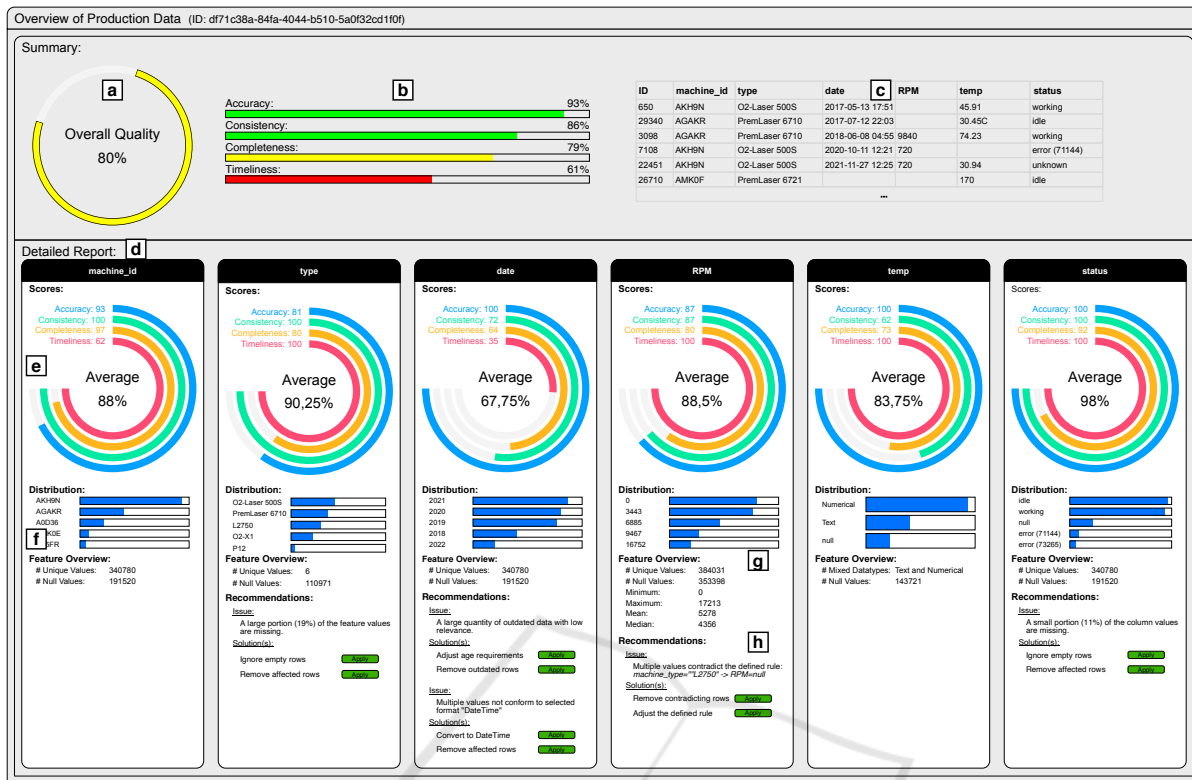 Overview of Production Data (ID: df71c38a-84fa-4044-b510-5a0f32cd1f0f)
Summary:
a
Overall Quality
80%
b
Accuracy: 93%
Consistency: 86%
Completeness: 79%
Timeliness: 61%
c
ID machine_id type date RPM temp status
650 AKH9N O2-Laser 500S 2017-05-13 17:51 45.91 working
29340 AGAKR PremLaser 6710 2017-07-12 22:03 30.45C idle
3098 AGAKR PremLaser 6710 2018-06-08 04:55 9840 74.23 working
7108 AKH9N O2-Laser 500S 2020-10-11 12:21 720 error (71144)
22451 AKH9N O2-Laser 500S 2021-11-27 12:25 720 30.94 unknown
26710 AMK0F PremLaser 6721 170 idle
...
Detailed Report: d
machine_id
Scores:
Accuracy: 93
Consistency: 100
Completeness: 97
Timeliness: 62
e
Average
88%
Distribution:
AKH9N
AGAKR
A0D36
f
Feature Overview:
# Unique Values: 340780
# Null Values: 191520
type
Scores:
Accuracy: 81
Consistency: 100
Completeness: 80
Timeliness: 100
Average
90,25%
Distribution:
O2-Laser 500S
PremLaser 6710
L2750
O2-X1
P12
Feature Overview:
# Unique Values: 6
# Null Values: 110971
Recommendations:
Issue:
A large portion (19%) of the feature values
are missing.
Solution(s):
Ignore empty rows Apply
Remove affected rows Apply
date
Scores:
Accuracy: 100
Consistency: 72
Completeness: 64
Timeliness: 35
Average
67,75%
Distribution:
2021
2020
2019
2018
2022
Feature Overview:
# Unique Values: 340780
# Null Values: 191520
Recommendations:
Issue:
A large quantity of outdated data with low
relevance.
Solution(s):
Adjust age requirements Apply
Remove outdated rows Apply
Issue:
Multiple values not conform to selected
format "DateTime"
Solution(s):
Convert to DateTime Apply
Remove affected rows Apply
RPM
Scores:
Accuracy: 87
Consistency: 87
Completeness: 80
Timeliness: 100
Average
88,5%
Distribution:
0
3443
6885
9467
16752
Feature Overview:
g
# Unique Values: 384031
# Null Values: 353398
Minimum: 0
Maximum: 17213
Mean: 5278
Median: 4356
Recommendations: h
Issue:
Multiple values contradict the defined rule:
machine_type=""L2750" -> RPM=null
Solution(s):
Remove contradicting rows Apply
Adjust the defined rule Apply
temp
Scores:
Accuracy: 100
Consistency: 62
Completeness: 73
Timeliness: 100
Average
83,75%
Distribution:
Numerical
Text
null
Feature Overview:
# Mixed Datatypes: Text and Numerical
# Null Values: 143721
status
Scores:
Accuracy: 100
Consistency: 100
Completeness: 92
Timeliness: 100
Average
98%
Distribution:
idle
working
null
error (71144)
error (73265)
Feature Overview:
# Unique Values: 340780
# Null Values: 191520
Recommendations:
Issue:
A small portion (11%) of the column values
are missing.
Solution(s):
Ignore empty rows Apply
Remove affected rows Apply